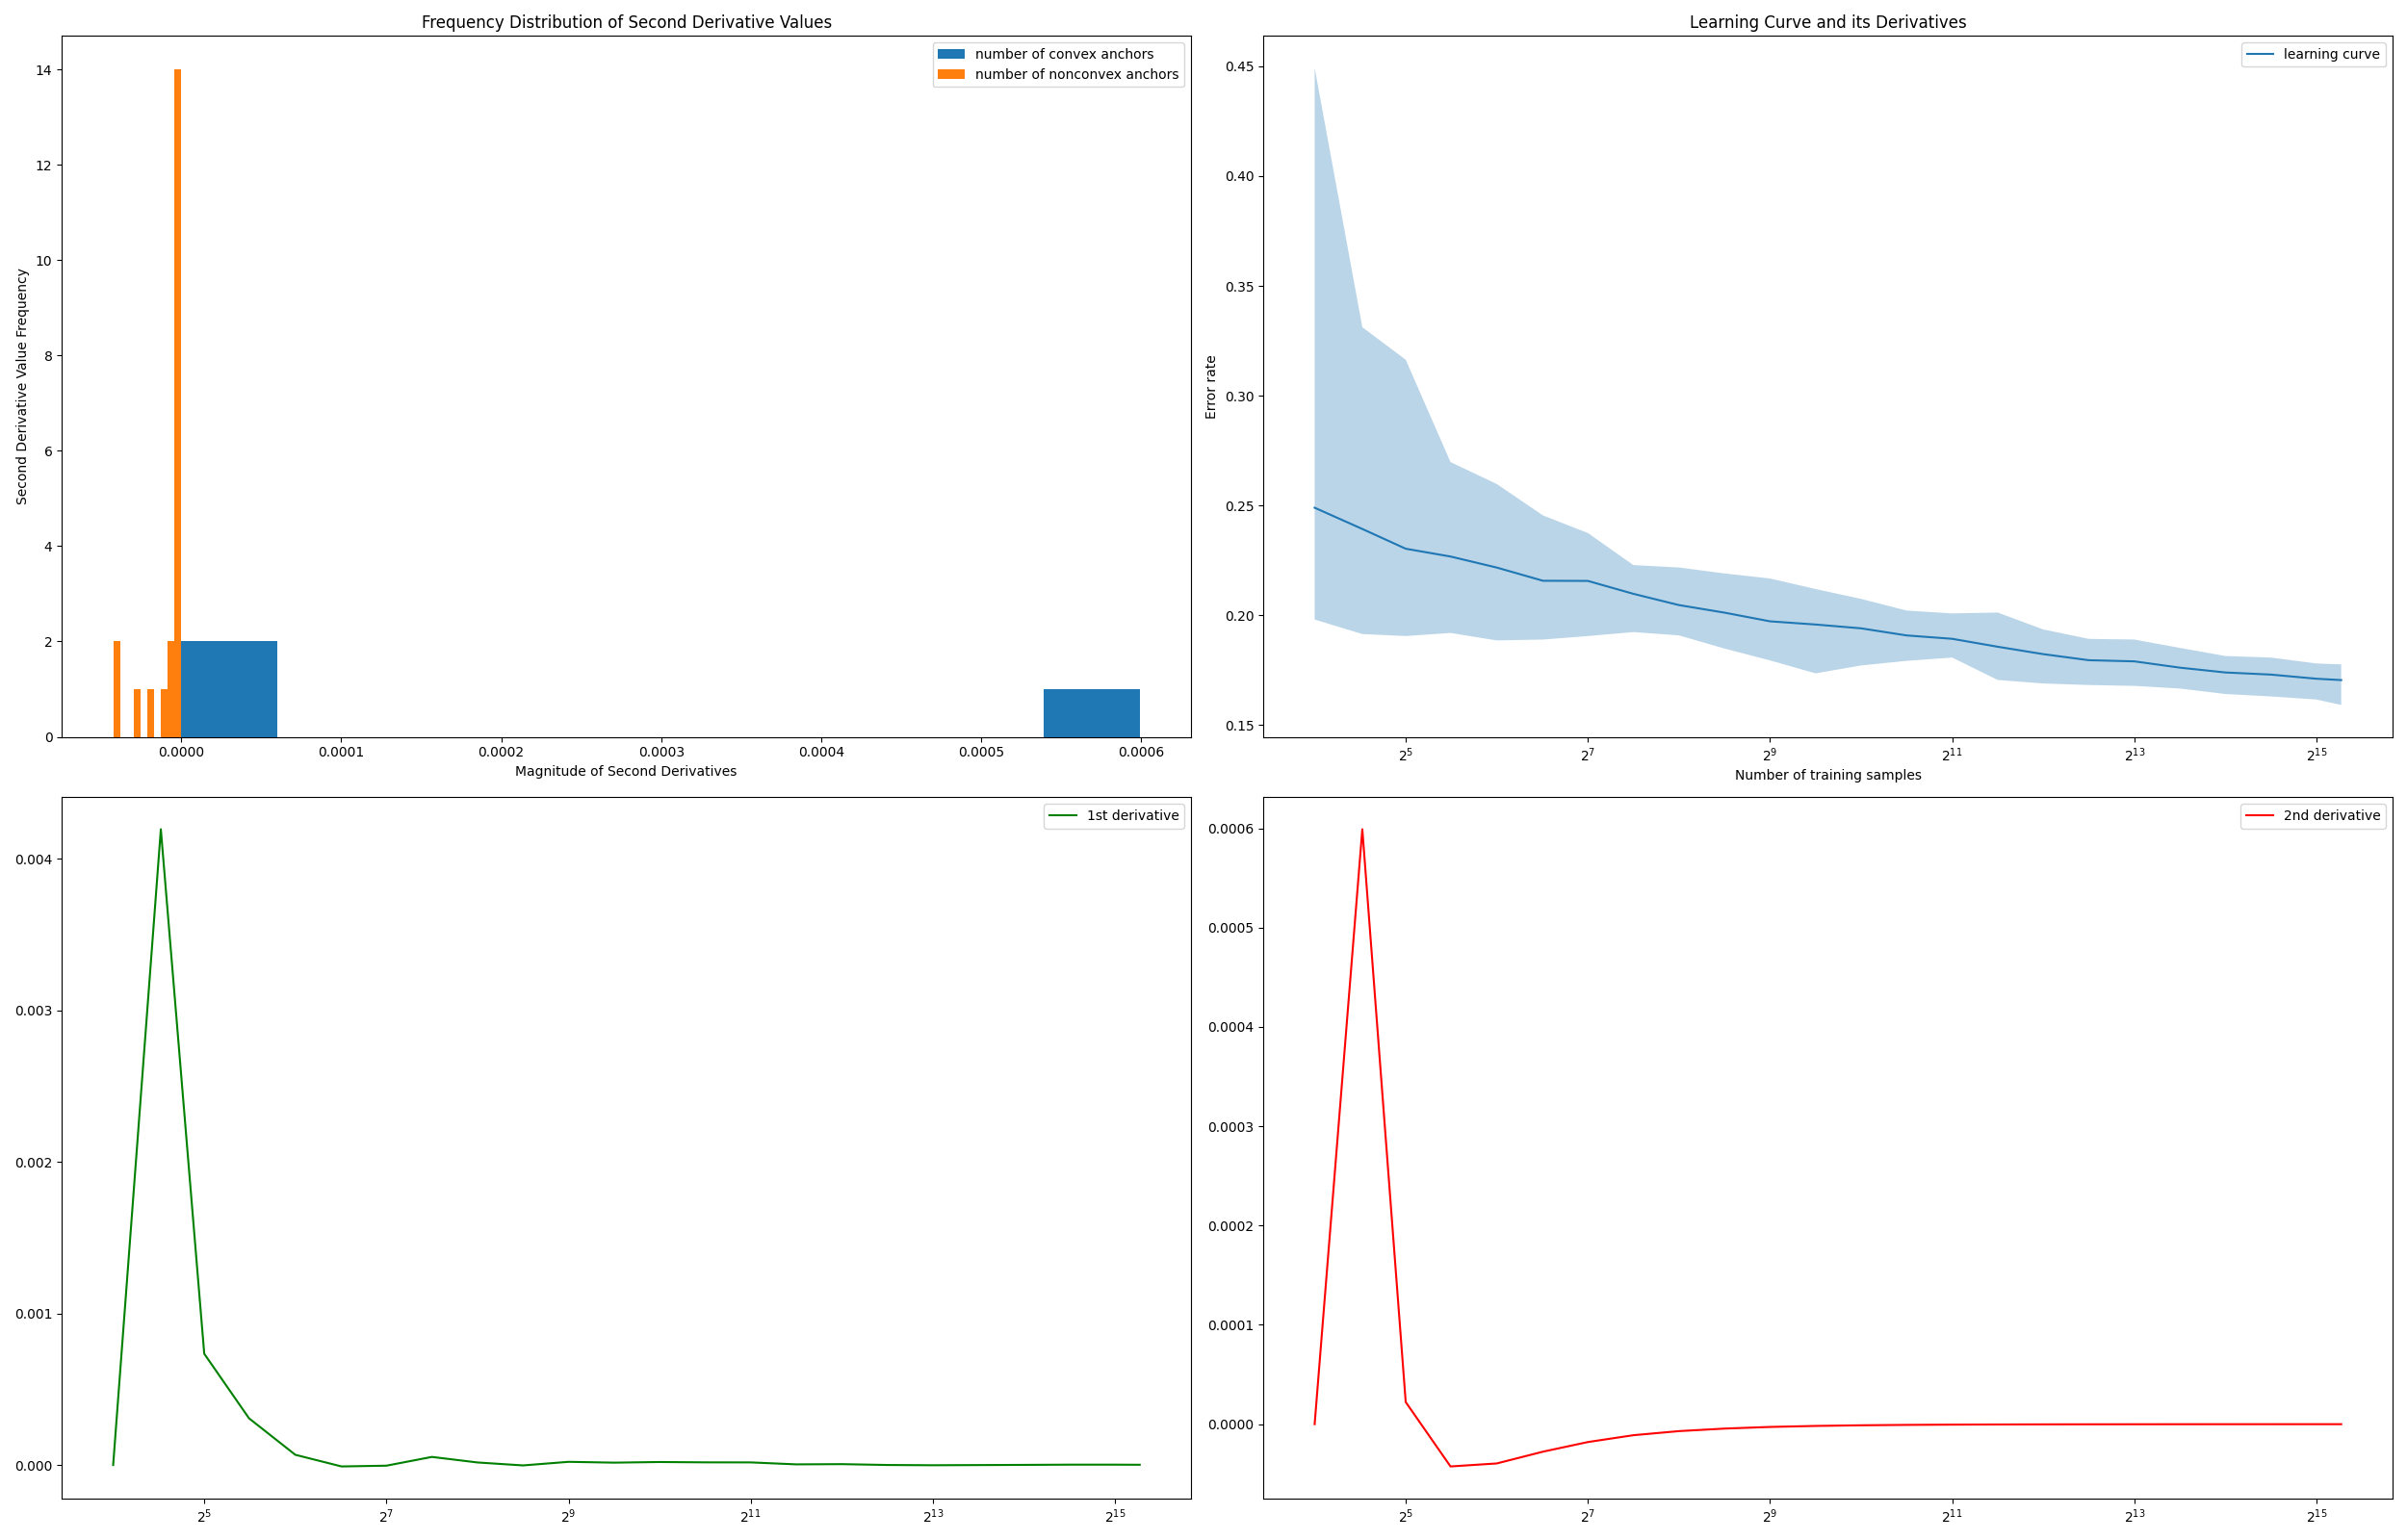 Frequency Distribution of Second Derivative Values
number of convex anchors
number of nonconvex anchors
14
12
10
8
6
4
2
0
Second Derivative Value Frequency
0.0000 0.0001 0.0002 0.0003 0.0004 0.0005 0.0006
Magnitude of Second Derivatives
Learning Curve and its Derivatives
learning curve
0.45
0.40
0.35
0.30
0.25
0.20
0.15
Error rate
2^5 2^7 2^9 2^11 2^13 2^15
Number of training samples
1st derivative
0.004
0.003
0.002
0.001
0.000
2^5 2^7 2^9 2^11 2^13 2^15
2nd derivative
0.0006
0.0005
0.0004
0.0003
0.0002
0.0001
0.0000
2^5 2^7 2^9 2^11 2^13 2^15